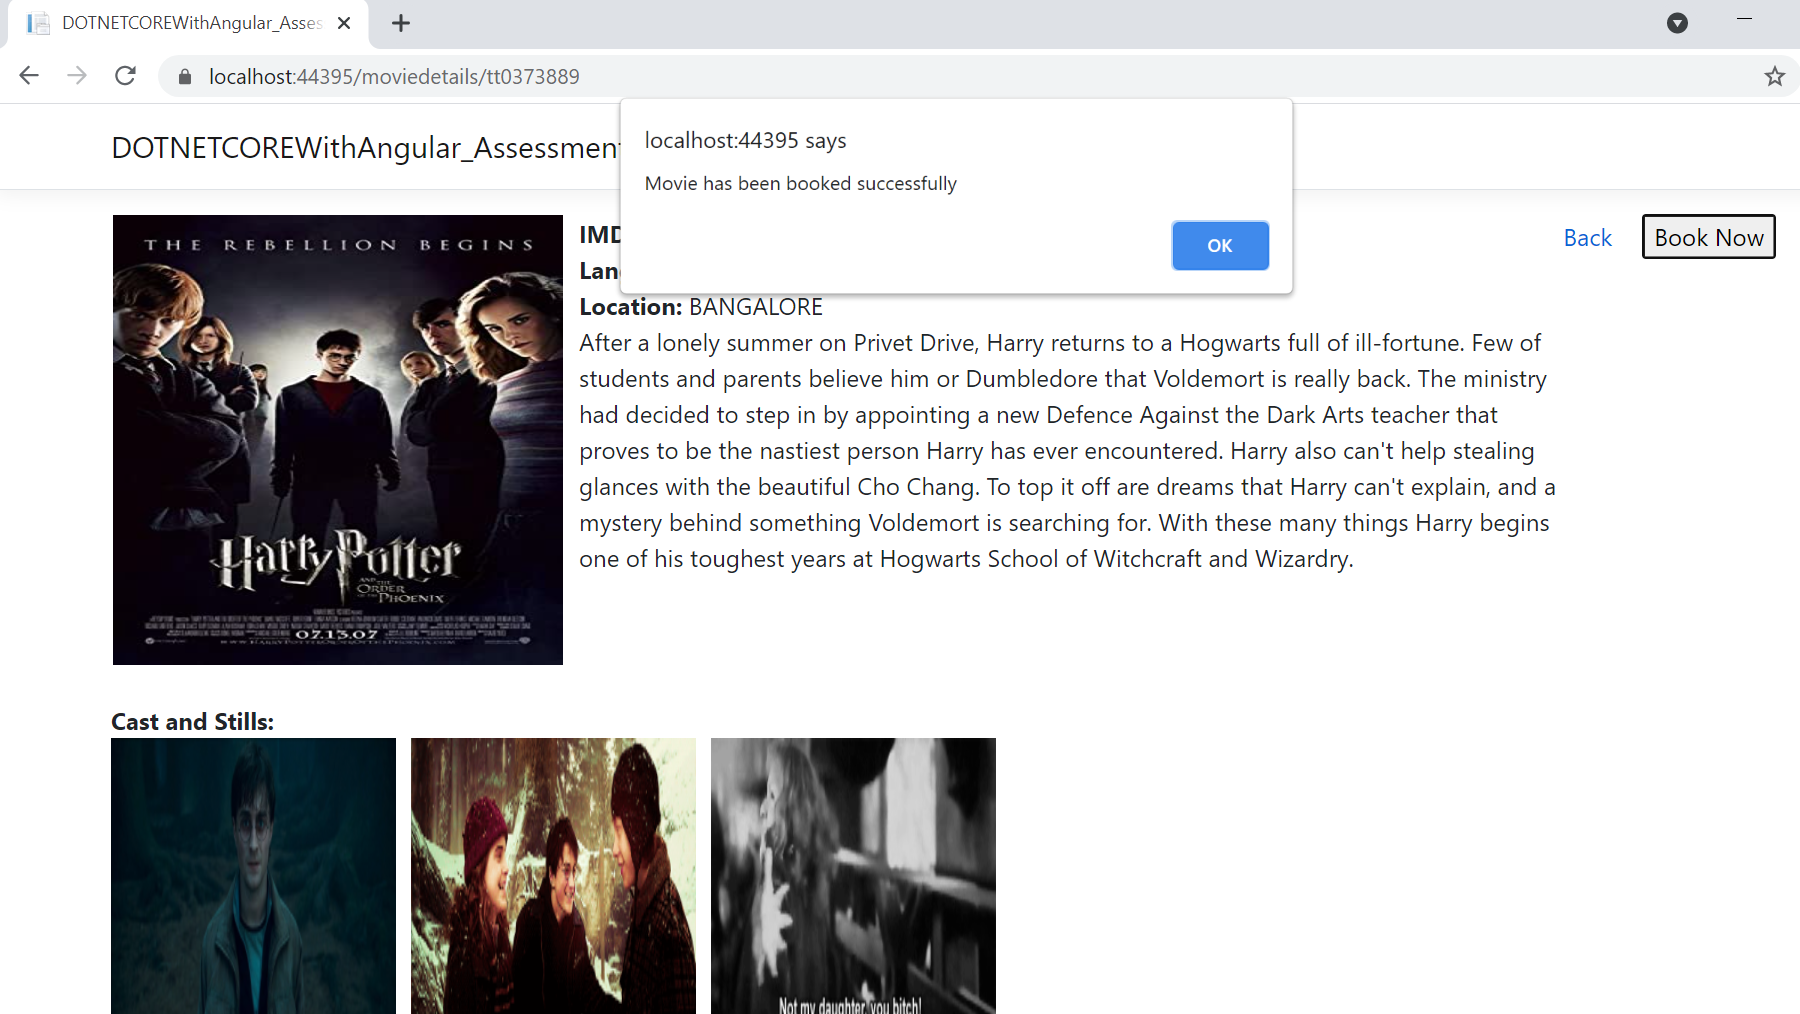 DOTNETCOREWithAngular_Asses
localhost:44395/moviedetails/tt0373889
localhost:44395 says
Movie has been booked successfully
OK
DOTNETCOREWithAngular_Assessment
THE REBELLION BEGINS
Harry Potter
AND THE
ORDER
OF THE
PHOENIX
07.13.07
IMD
Lan
Location: BANGALORE
Back
Book Now
After a lonely summer on Privet Drive, Harry returns to a Hogwarts full of ill-fortune. Few of
students and parents believe him or Dumbledore that Voldemort is really back. The ministry
had decided to step in by appointing a new Defence Against the Dark Arts teacher that
proves to be the nastiest person Harry has ever encountered. Harry also can't help stealing
glances with the beautiful Cho Chang. To top it off are dreams that Harry can't explain, and a
mystery behind something Voldemort is searching for. With these many things Harry begins
one of his toughest years at Hogwarts School of Witchcraft and Wizardry.
Cast and Stills:
Not my daughter, you bitch!